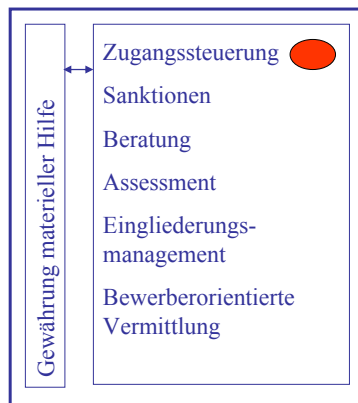 Gewährung materieller Hilfe
Zugangssteuerung
Sanktionen
Beratung
Assessment
Eingliederungs-
management
Bewerberorientierte
Vermittlung